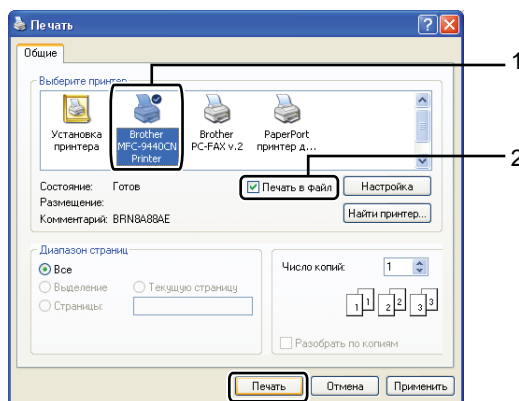 Печать
Общие
Выберите принтер
1
Установка принтера
Brother MFC-9440CN Printer
Brother PC-FAX v.2
PaperPort принтер д...
2
Состояние: Готов
Печать в файл
Настройка
Размещение:
Комментарий: BRN8A88AE
Найти принтер...
Диапазон страниц
Все
Выделение
Текущую страницу
Страницы:
Число копий: 1
1 1 2 2 3 3
Разобрать по копиям
Печать
Отмена
Применить